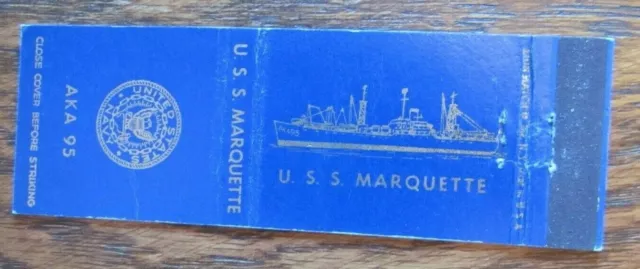 CLOSE COVER BEFORE STRIKING
AKA 95
UNITED STATES
NAVY
U. S. S. MARQUETTE
U. S. S. MARQUETTE